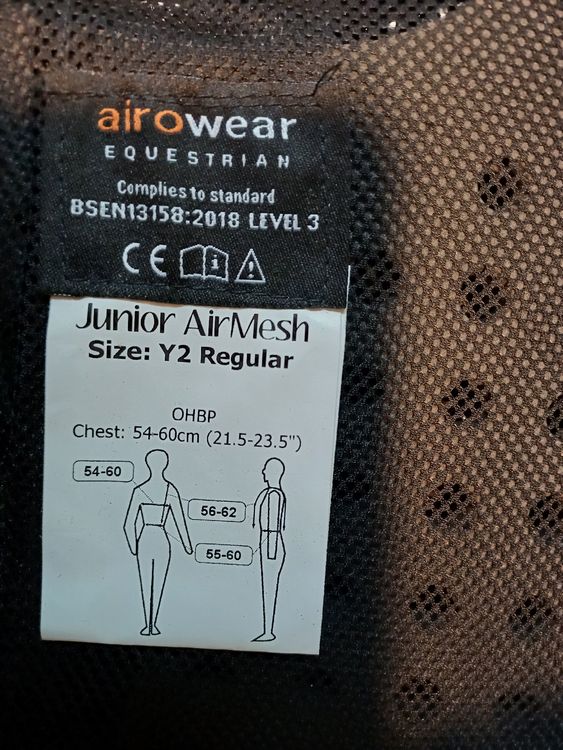 airowear
EQUESTRIAN
Complies to standard
BSEN13158:2018 LEVEL 3
CE i
Junior AirMesh
Size: Y2 Regular
OHBP
Chest: 54-60cm (21.5-23.5")
54-60
56-62
55-60